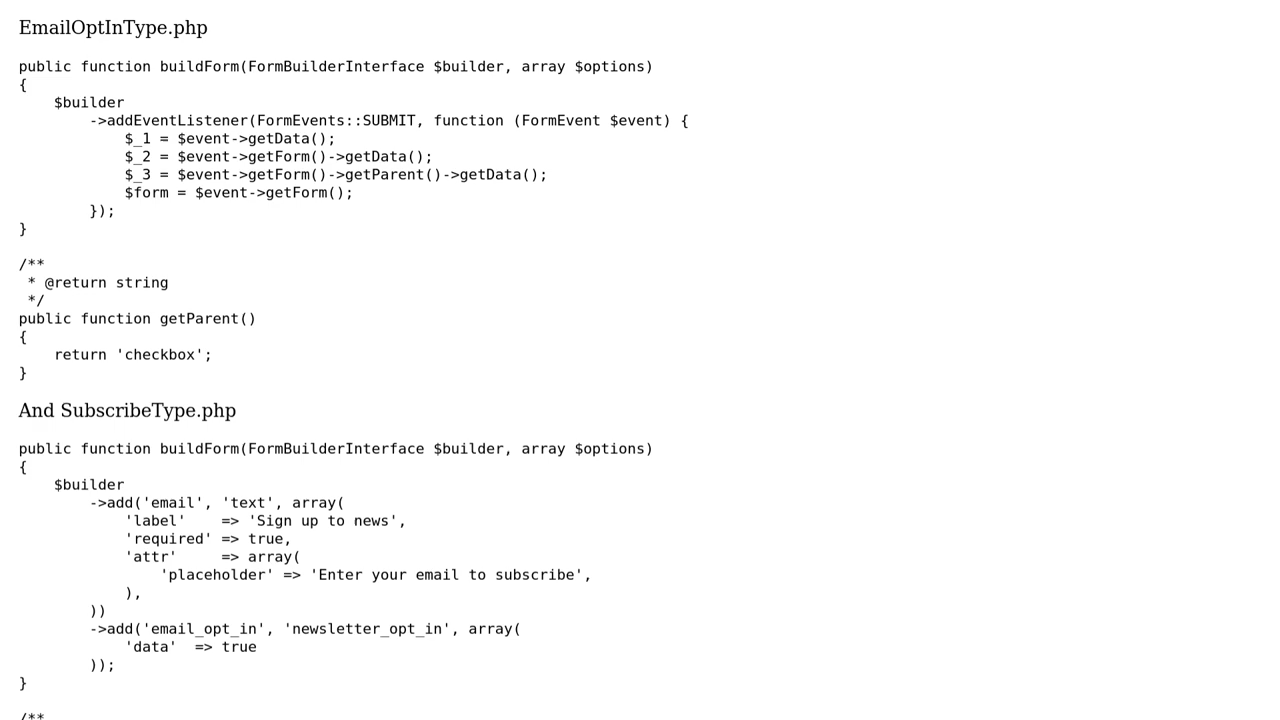 EmailOptInType.php
public function buildForm(FormBuilderInterface $builder, array $options)
{
    $builder
        ->addEventListener(FormEvents::SUBMIT, function (FormEvent $event) {
            $_1 = $event->getData();
            $_2 = $event->getForm()->getData();
            $_3 = $event->getForm()->getParent()->getData();
            $form = $event->getForm();
        });
}

/**
 * @return string
 */
public function getParent()
{
    return 'checkbox';
}
And SubscribeType.php
public function buildForm(FormBuilderInterface $builder, array $options)
{
    $builder
        ->add('email', 'text', array(
            'label'    => 'Sign up to news',
            'required' => true,
            'attr'     => array(
                'placeholder' => 'Enter your email to subscribe',
            ),
        ))
        ->add('email_opt_in', 'newsletter_opt_in', array(
            'data'  => true
        ));
}

/**